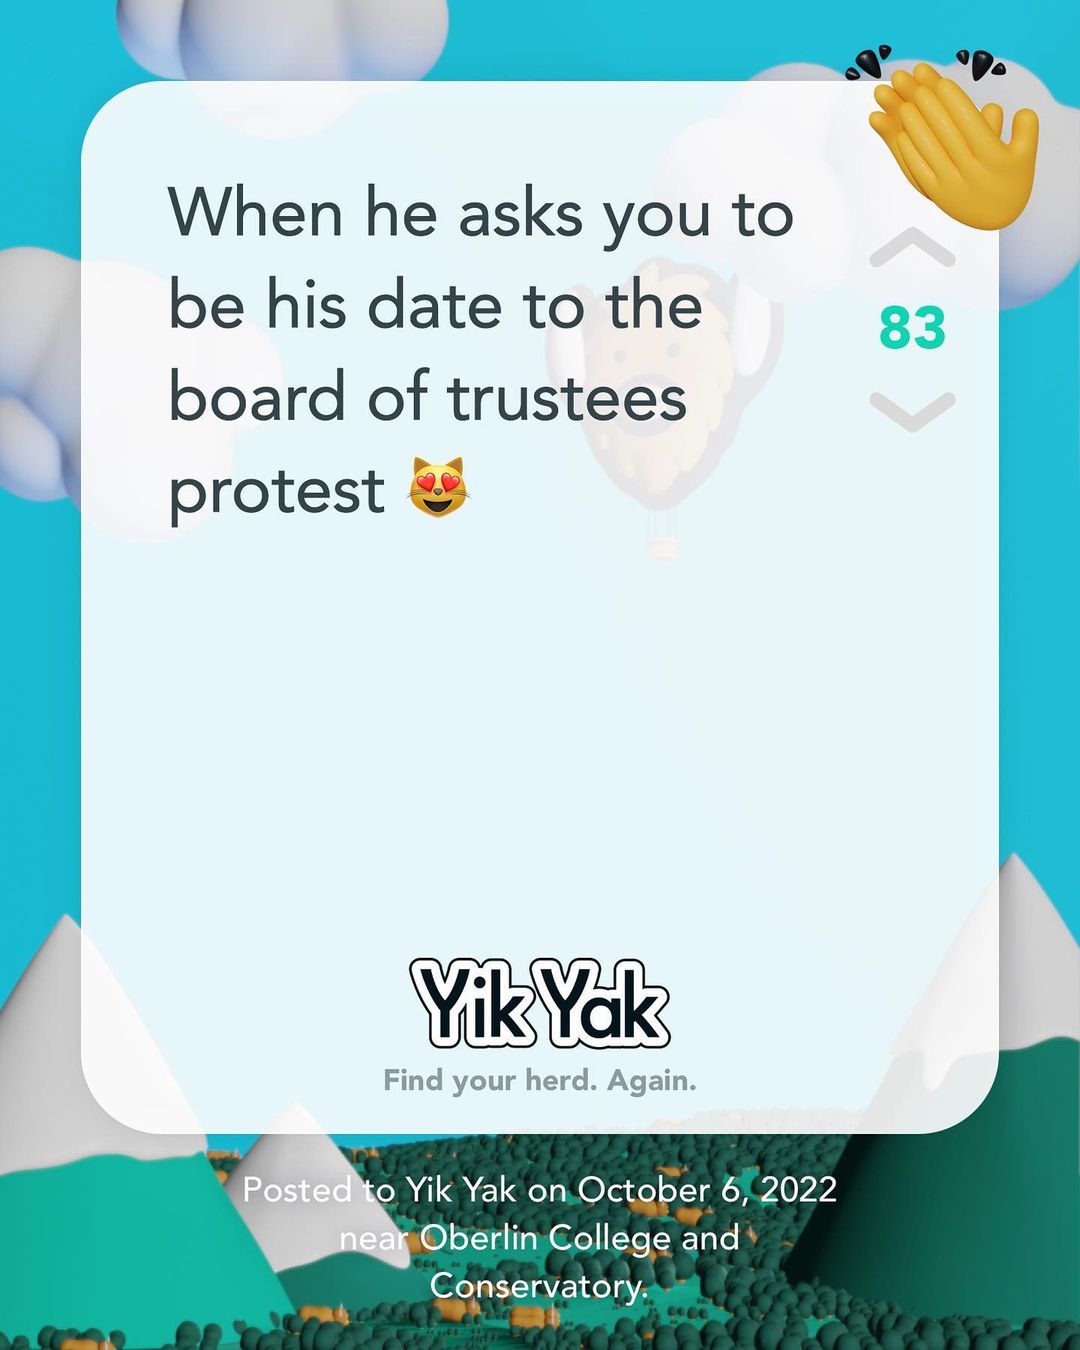 When he asks you to
be his date to the
board of trustees
protest 😻
83
Yik Yak
Find your herd. Again.
Posted to Yik Yak on October 6, 2022
near Oberlin College and
Conservatory.